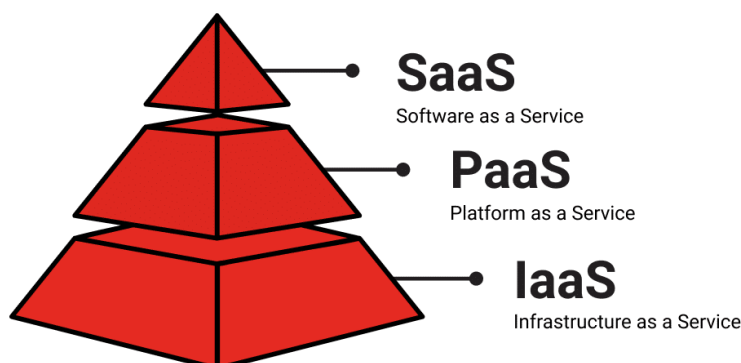 SaaS
Software as a Service
PaaS
Platform as a Service
IaaS
Infrastructure as a Service